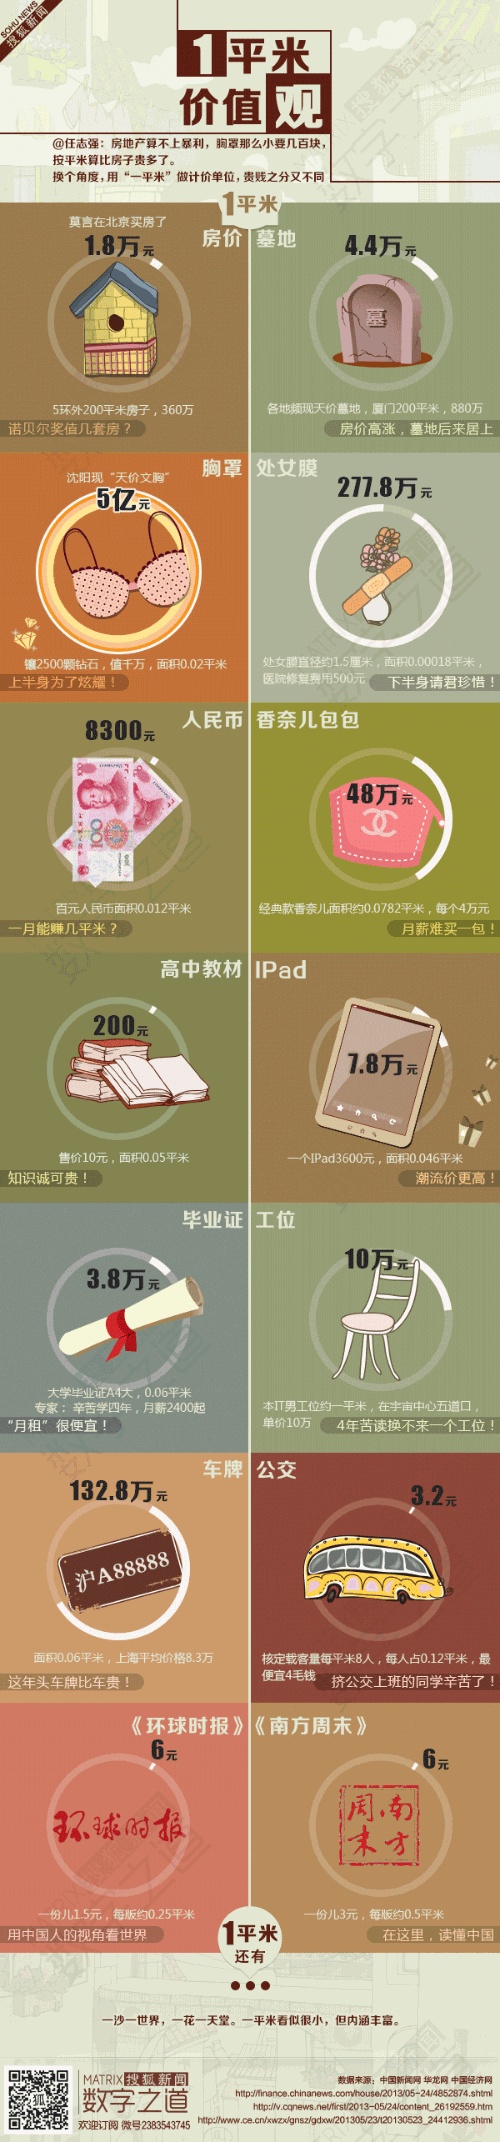 SOHU NEWS
搜狐新闻
1平米
价值观
@任志强：房地产算不上暴利，胸罩那么小要几百块，
按平米算比房子贵多了。
换个角度，用“一平米”做计价单位，贵贱之分又不同
1平米
房价
莫言在北京买房了
1.8万元
5环外200平米房子，360万
诺贝尔奖值几套房？
墓地
4.4万元
墓
各地频现天价墓地，厦门200平米，880万
房价高涨，墓地后来居上
胸罩
沈阳现“天价文胸”
5亿元
镶2500颗钻石，值千万，面积0.02平米
上半身为了炫耀！
处女膜
277.8万元
处女膜直径约1.5厘米，面积0.00018平米，
医院修复费用500元
下半身请君珍惜！
人民币
8300元
100
百元人民币面积0.012平米
一月能赚几平米？
香奈儿包包
48万元
经典款香奈儿面积约0.0782平米，每个4万元
月薪难买一包！
高中教材
200元
售价10元，面积0.05平米
知识诚可贵！
IPad
7.8万元
一个IPad3600元，面积0.046平米
潮流价更高！
毕业证
3.8万元
大学毕业证A4大，0.06平米
专家：辛苦学四年，月薪2400起
“月租”很便宜！
工位
10万元
本IT男工位约一平米，在宇宙中心五道口，
单价10万
4年苦读换不来一个工位！
车牌
132.8万元
沪A88888
面积0.06平米，上海平均价格8.3万
这年头车牌比车贵！
公交
3.2元
核定载客量每平米8人，每人占0.12平米，最
便宜4毛钱
挤公交上班的同学辛苦了！
《环球时报》
6元
环球时报
一份儿1.5元，每版约0.25平米
用中国人的视角看世界
《南方周末》
6元
南方周末
一份儿3元，每版约0.5平米
在这里，读懂中国
1平米
还有
一沙一世界，一花一天堂。一平米看似很小，但内涵丰富。
狐
MATRIX 搜狐新闻
数字之道
欢迎订阅 微号2383543745
数据来源：中国新闻网 华龙网 中国经济网
http://finance.chinanews.com/house/2013/05-24/4852874.shtml
http://v.cqnews.net/first/2013-05/24/content_26192559.htm
http://www.ce.cn/xwzx/gnsz/gdxw/201305/23/t20130523_24412936.shtml